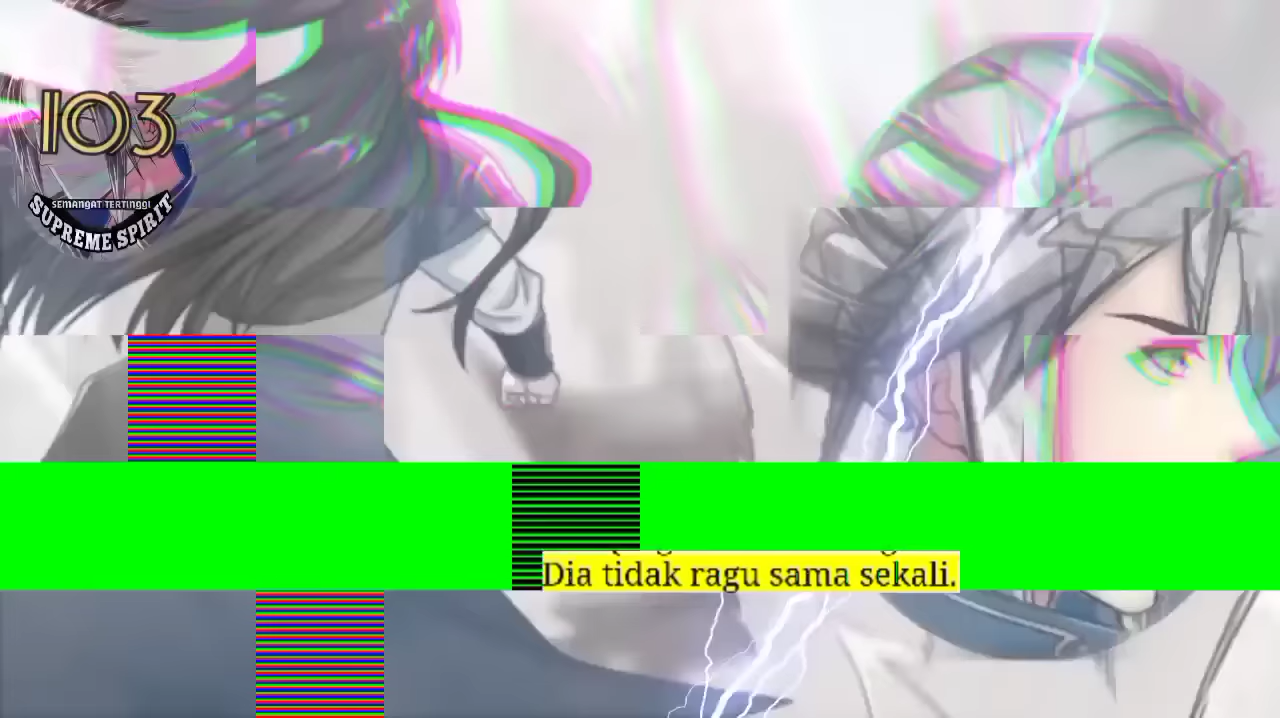 103
SEMANGAT TERTINGGI
SUPREME SPIRIT
Dia tidak ragu sama sekali.